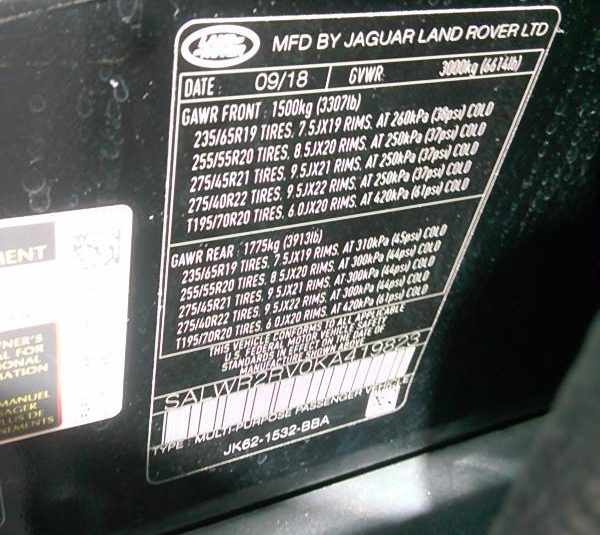 LAND ROVER MFD BY JAGUAR LAND ROVER LTD
DATE 09/18 GVWR 3000kg (6614lb)
GAWR FRONT 1500kg (3307lb)
235/65R19 TIRES, 7.5JX19 RIMS, AT 260kPa (38psi) COLD
255/55R20 TIRES, 8.5JX20 RIMS, AT 250kPa (37psi) COLD
275/45R21 TIRES, 9.5JX21 RIMS, AT 250kPa (37psi) COLD
275/40R22 TIRES, 9.5JX22 RIMS, AT 250kPa (37psi) COLD
T195/70R20 TIRES, 6.0JX20 RIMS, AT 420kPa (61psi) COLD
GAWR REAR 1775kg (3913lb)
235/65R19 TIRES, 7.5JX19 RIMS, AT 310kPa (45psi) COLD
255/55R20 TIRES, 8.5JX20 RIMS, AT 300kPa (44psi) COLD
275/45R21 TIRES, 9.5JX21 RIMS, AT 300kPa (44psi) COLD
275/40R22 TIRES, 9.5JX22 RIMS, AT 300kPa (44psi) COLD
T195/70R20 TIRES, 6.0JX20 RIMS, AT 420kPa (61psi) COLD
THIS VEHICLE CONFORMS TO ALL APPLICABLE
U.S. FEDERAL MOTOR VEHICLE SAFETY
STANDARDS IN EFFECT ON THE DATE OF
MANUFACTURE SHOWN ABOVE
SALWR2RV0KA419823
TYPE : MULTI-PURPOSE PASSENGER VEHICLE
JK62-1532-BBA
ENT
NER'S
FOR
ONAL
MATION
MANUEL
SAGER
PLUS DE
NEMENTS